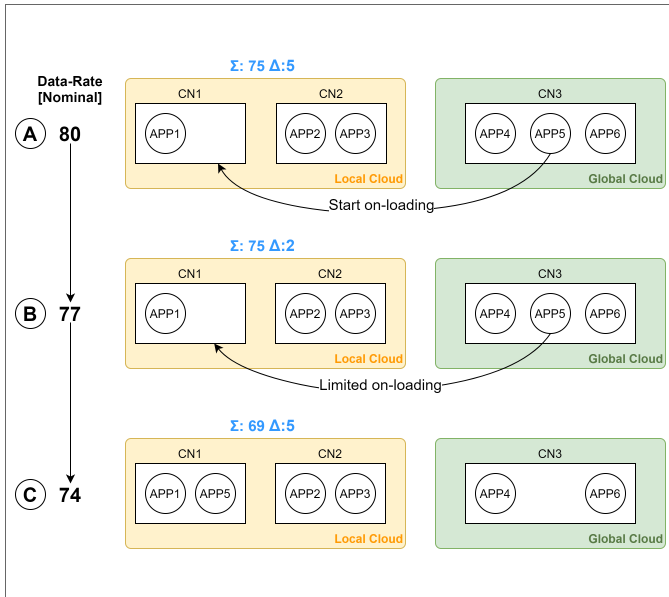 Data-Rate
[Nominal]
Σ: 75 Δ:5
CN1
CN2
CN3
A
80
APP1
APP2
APP3
APP4
APP5
APP6
Local Cloud
Global Cloud
Start on-loading
Σ: 75 Δ:2
CN1
CN2
CN3
B
77
APP1
APP2
APP3
APP4
APP5
APP6
Local Cloud
Global Cloud
Limited on-loading
Σ: 69 Δ:5
CN1
CN2
CN3
C
74
APP1
APP5
APP2
APP3
APP4
APP6
Local Cloud
Global Cloud